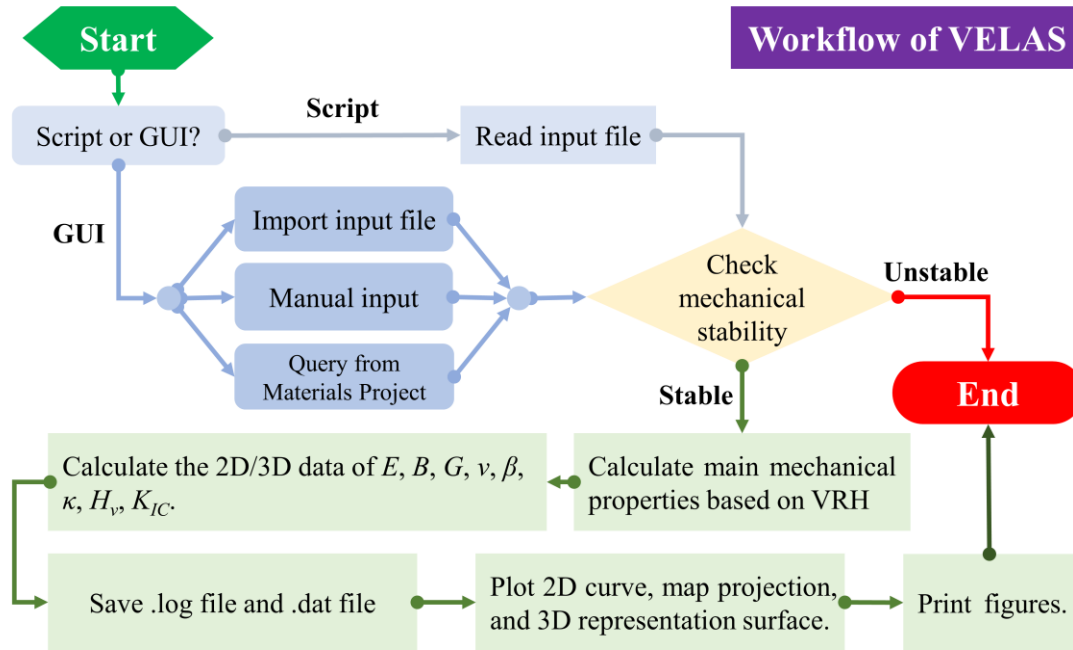 Start
Workflow of VELAS
Script or GUI?
Script
Read input file
GUI
Import input file
Manual input
Query from
Materials Project
Check
mechanical
stability
Unstable
Stable
End
Calculate main mechanical
properties based on VRH
Calculate the 2D/3D data of E, B, G, ν, β,
κ, Hv, KIC.
Save .log file and .dat file
Plot 2D curve, map projection,
and 3D representation surface.
Print figures.